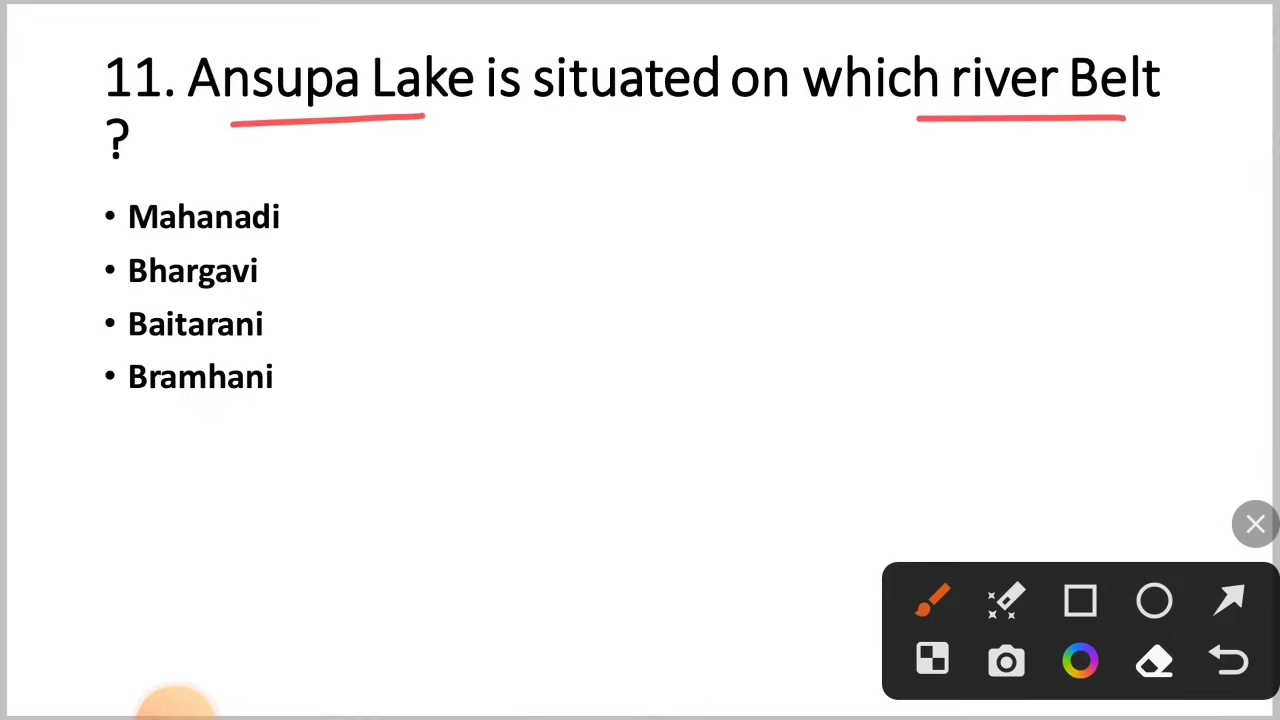 11. Ansupa Lake is situated on which river Belt
?
• Mahanadi
• Bhargavi
• Baitarani
• Bramhani